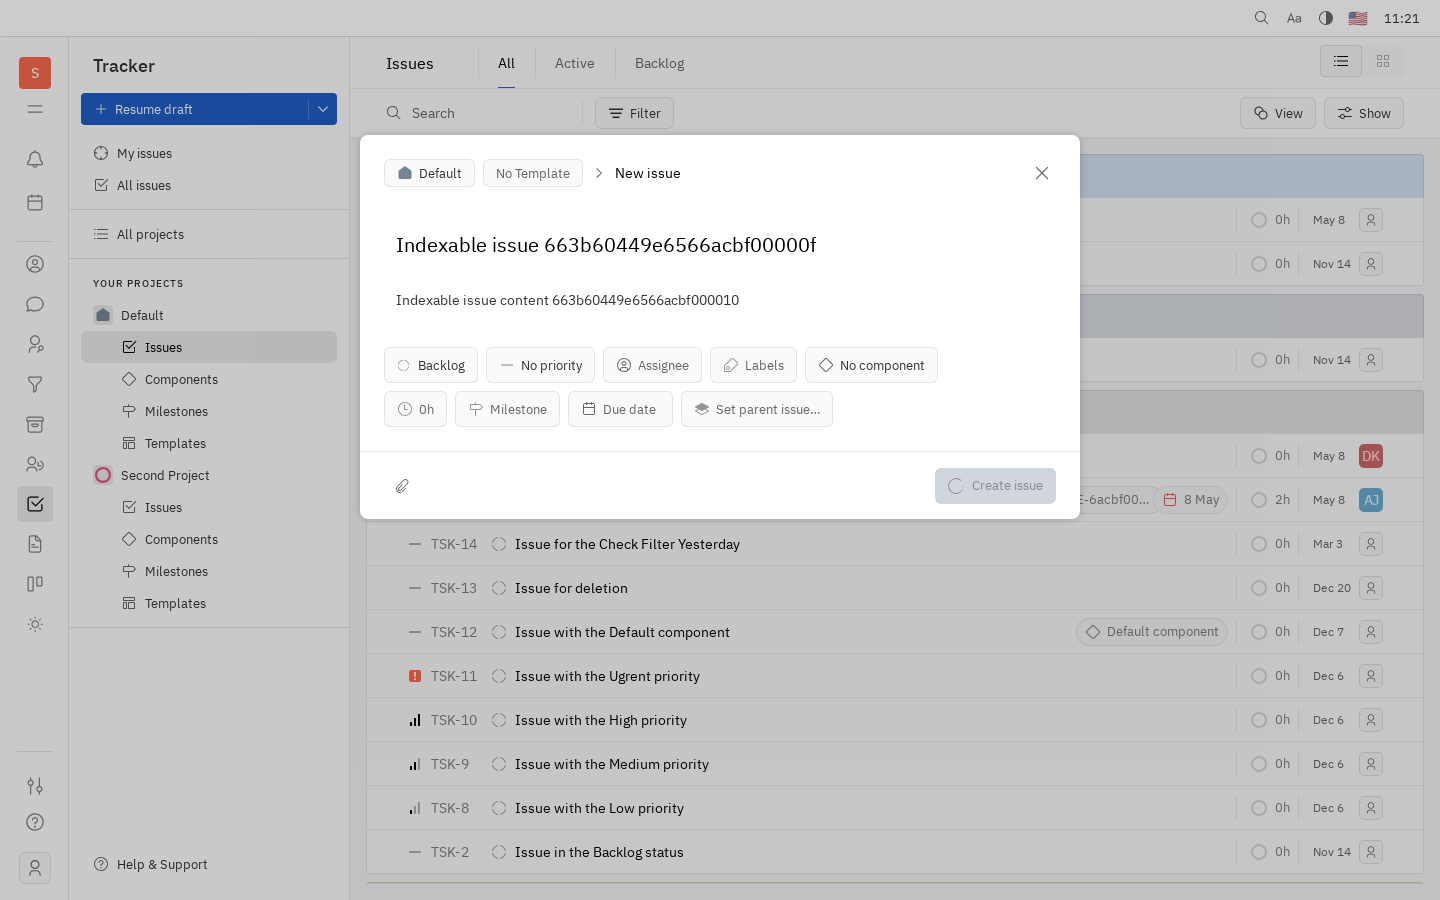 Aa 11:21
S
Tracker
Resume draft
My issues
All issues
All projects
YOUR PROJECTS
Default
Issues
Components
Milestones
Templates
Second Project
Issues
Components
Milestones
Templates
Help & Support
Issues All Active Backlog
Search Filter View Show
Default No Template New issue
Indexable issue 663b60449e6566acbf00000f
Indexable issue content 663b60449e6566acbf000010
Backlog No priority Assignee Labels No component
0h Milestone Due date Set parent issue...
Create issue
0h May 8
0h Nov 14
0h Nov 14
0h May 8 DK
E-6acbf00... 8 May 2h May 8 AJ
TSK-14 Issue for the Check Filter Yesterday 0h Mar 3
TSK-13 Issue for deletion 0h Dec 20
TSK-12 Issue with the Default component Default component 0h Dec 7
TSK-11 Issue with the Ugrent priority 0h Dec 6
TSK-10 Issue with the High priority 0h Dec 6
TSK-9 Issue with the Medium priority 0h Dec 6
TSK-8 Issue with the Low priority 0h Dec 6
TSK-2 Issue in the Backlog status 0h Nov 14